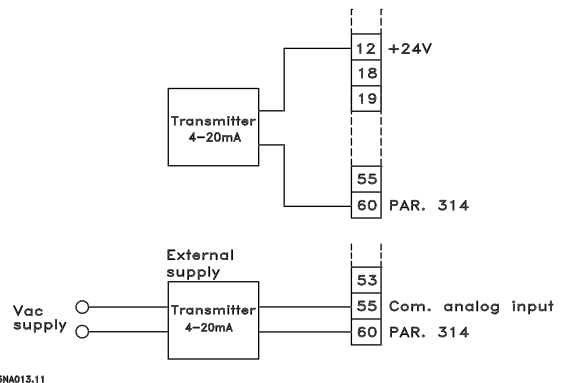 12 +24V
18
19
Transmitter
4-20mA
55
60 PAR. 314
External
supply
53
Vac
supply
Transmitter
4-20mA
55 Com. analog input
60 PAR. 314
5NA013.11